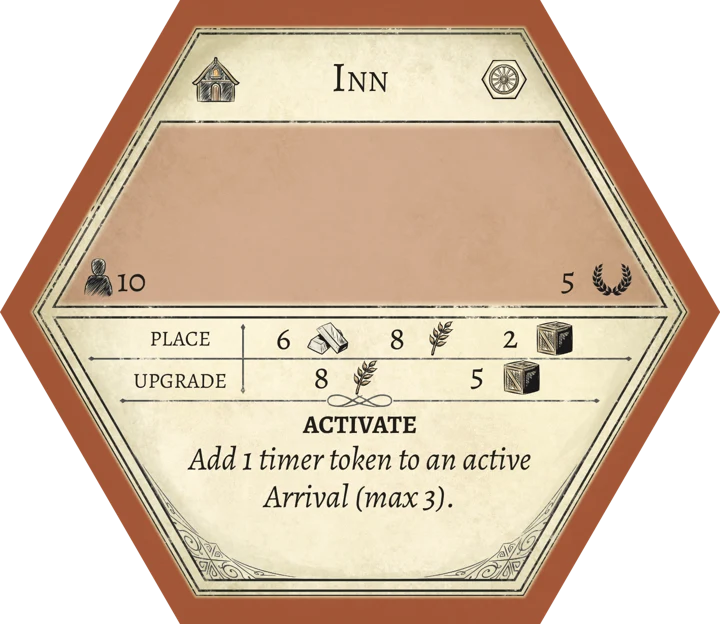 Inn
10 5
PLACE 6 8 2
UPGRADE 8 5
ACTIVATE
Add 1 timer token to an active
Arrival (max 3).